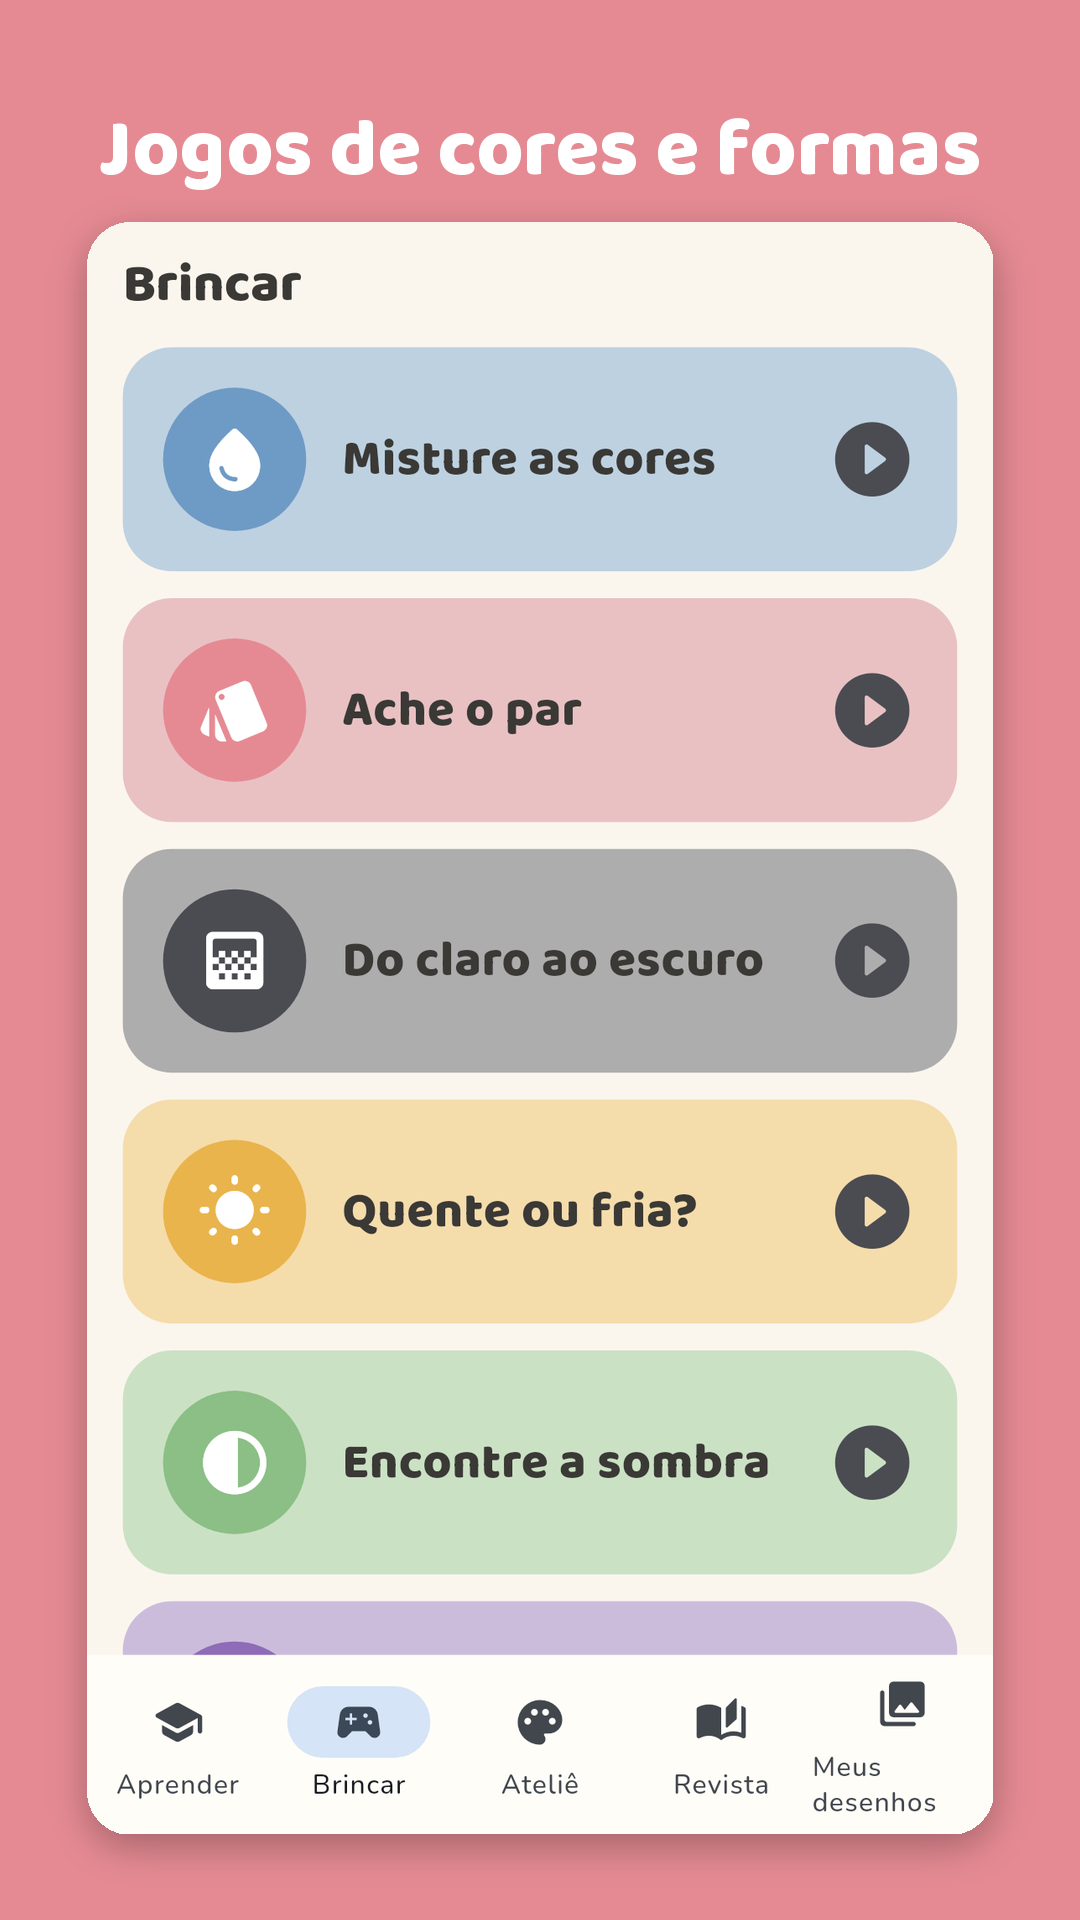 Jogos de cores e formas
Brincar
Misture as cores
Ache o par
Do claro ao escuro
Quente ou fria?
Encontre a sombra
Aprender
Brincar
Ateliê
Revista
Meus
desenhos